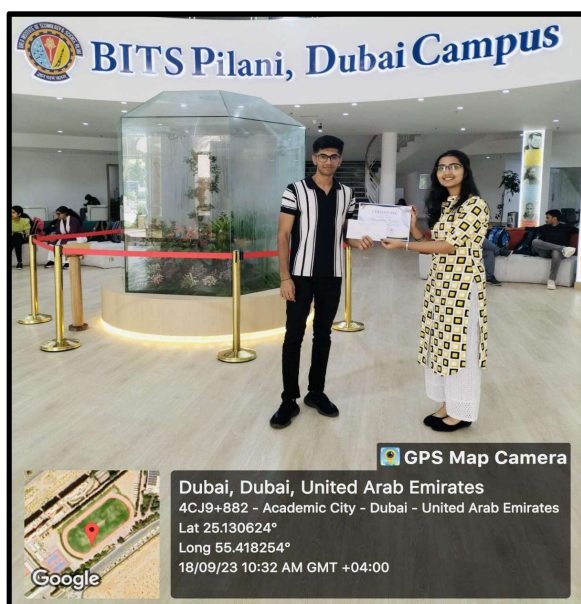 BITS Pilani, Dubai Campus
GPS Map Camera
Dubai, Dubai, United Arab Emirates
4CJ9+882 - Academic City - Dubai - United Arab Emirates
Lat 25.130624°
Long 55.418254°
18/09/23 10:32 AM GMT +04:00
Google